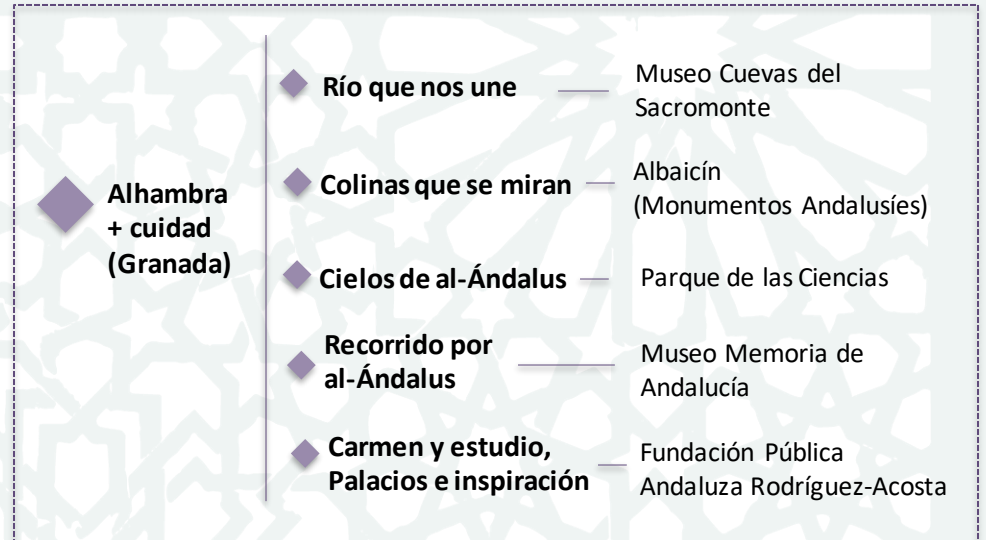 Alhambra
+ cuidad
(Granada)
Río que nos une
Museo Cuevas del
Sacromonte
Colinas que se miran
Albaicín
(Monumentos Andalusíes)
Cielos de al-Ándalus
Parque de las Ciencias
Recorrido por
al-Ándalus
Museo Memoria de
Andalucía
Carmen y estudio,
Palacios e inspiración
Fundación Pública
Andaluza Rodríguez-Acosta